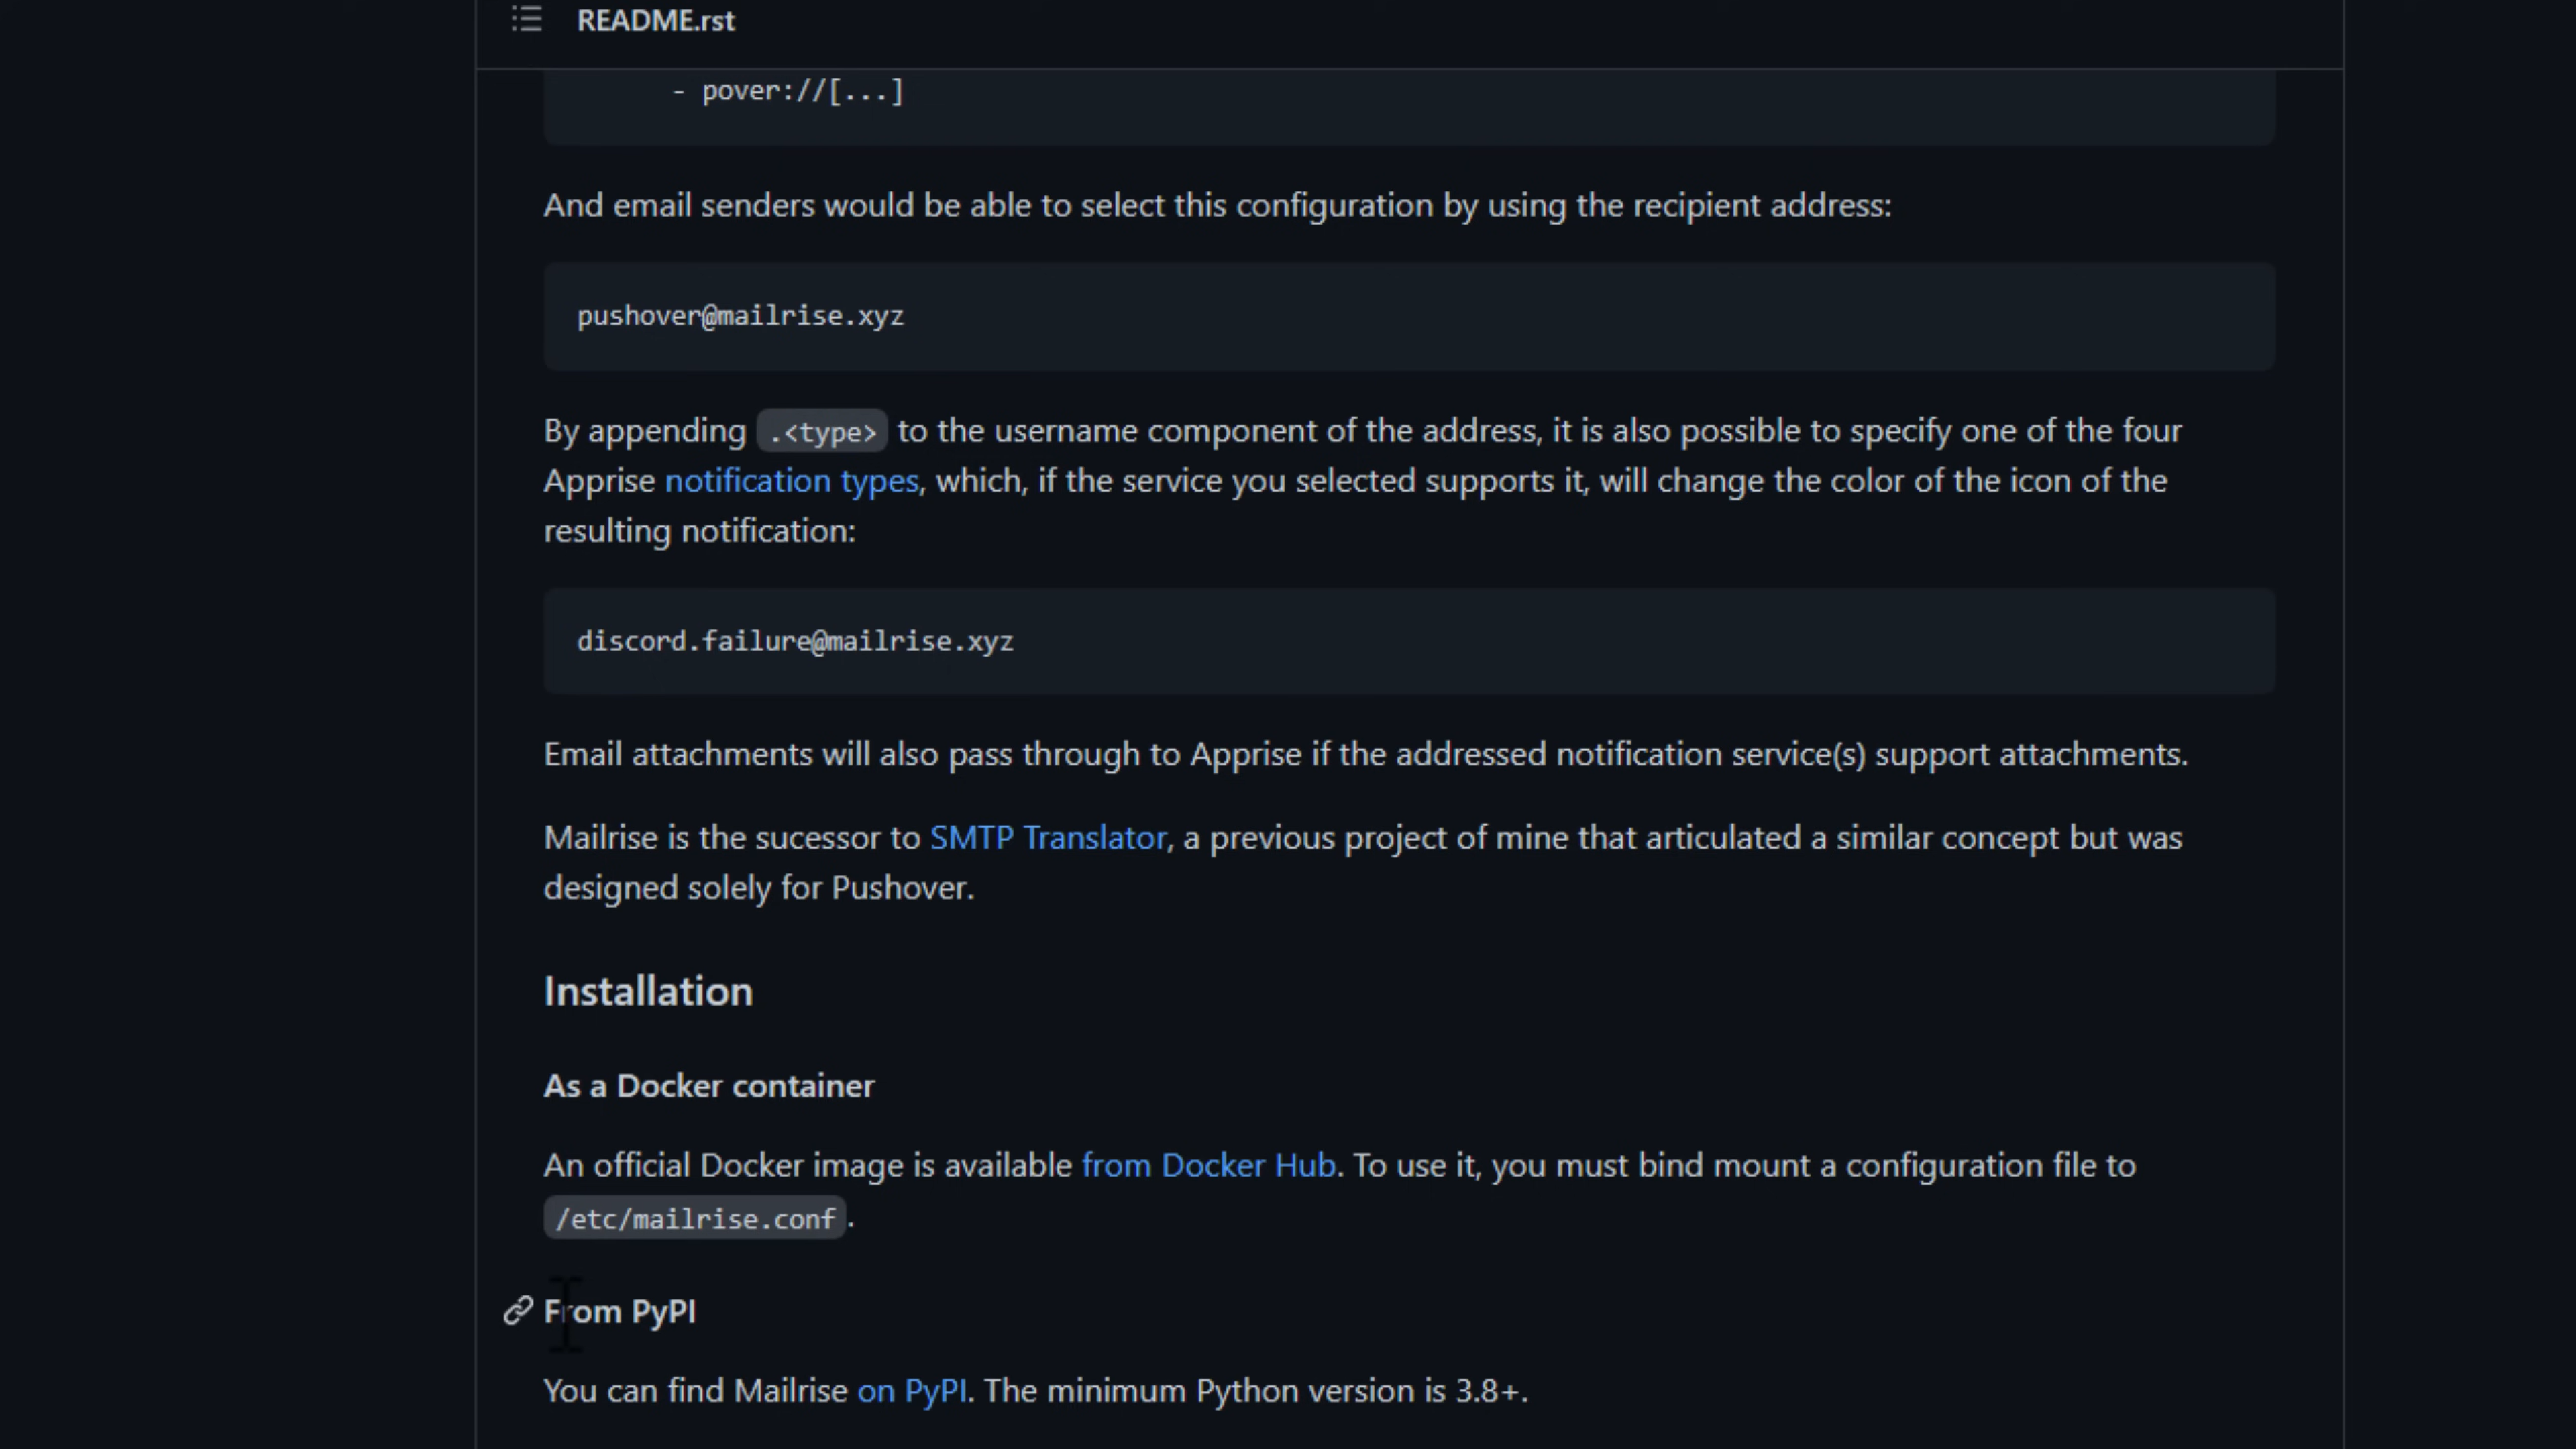 README.rst
- pover://[...]
And email senders would be able to select this configuration by using the recipient address:
pushover@mailrise.xyz
By appending .<type> to the username component of the address, it is also possible to specify one of the four
Apprise notification types, which, if the service you selected supports it, will change the color of the icon of the
resulting notification:
discord.failure@mailrise.xyz
Email attachments will also pass through to Apprise if the addressed notification service(s) support attachments.
Mailrise is the sucessor to SMTP Translator, a previous project of mine that articulated a similar concept but was
designed solely for Pushover.
Installation
As a Docker container
An official Docker image is available from Docker Hub. To use it, you must bind mount a configuration file to
/etc/mailrise.conf.
From PyPI
You can find Mailrise on PyPI. The minimum Python version is 3.8+.